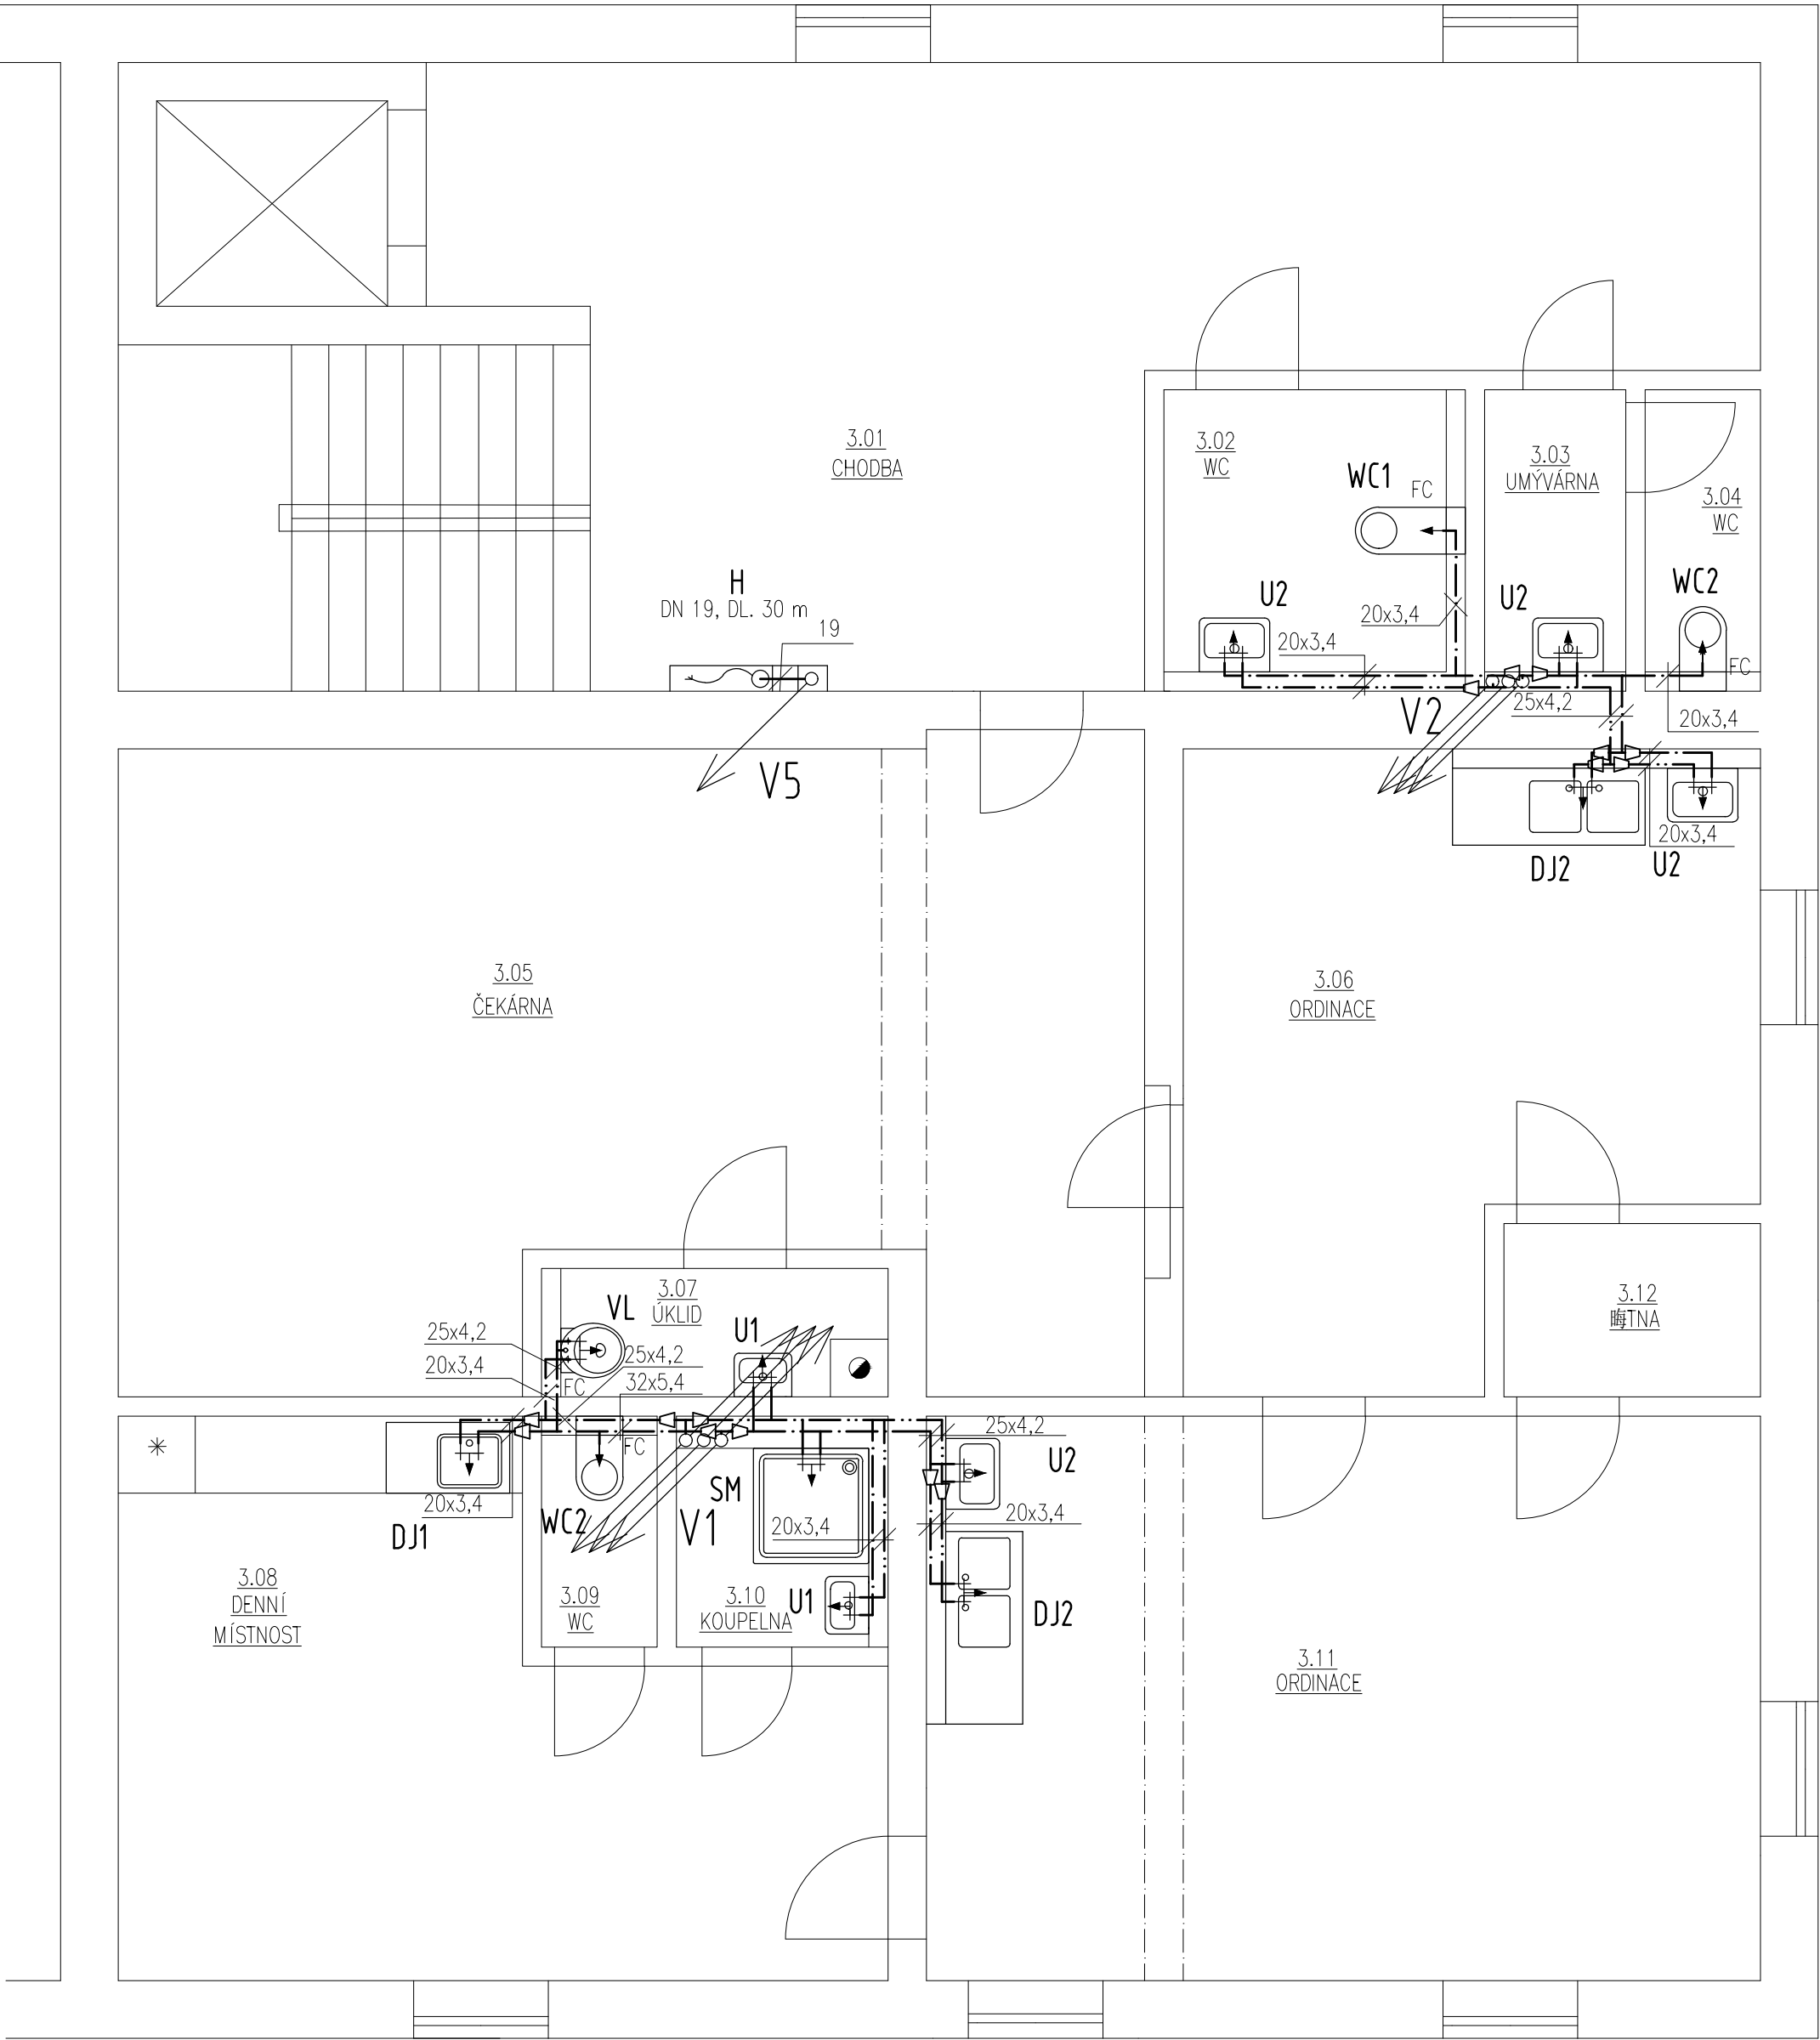 3.01
CHODBA
3.02
WC
WC1
FC
3.03
UMÝVÁRNA
3.04
WC
H
DN 19, DL. 30 m
19
U2
20x3,4
20x3,4
U2
WC2
FC
V2
25x4,2
20x3,4
V5
20x3,4
DJ2
U2
3.05
ČEKÁRNA
3.06
ORDINACE
3.07
ÚKLID
VL
U1
3.12
晦TNA
25x4,2
20x3,4
FC
25x4,2
32x5,4
FC
25x4,2
U2
20x3,4
DJ1
WC2
V1
SM
20x3,4
20x3,4
3.08
DENNÍ
MÍSTNOST
3.09
WC
3.10
KOUPELNA
U1
DJ2
3.11
ORDINACE